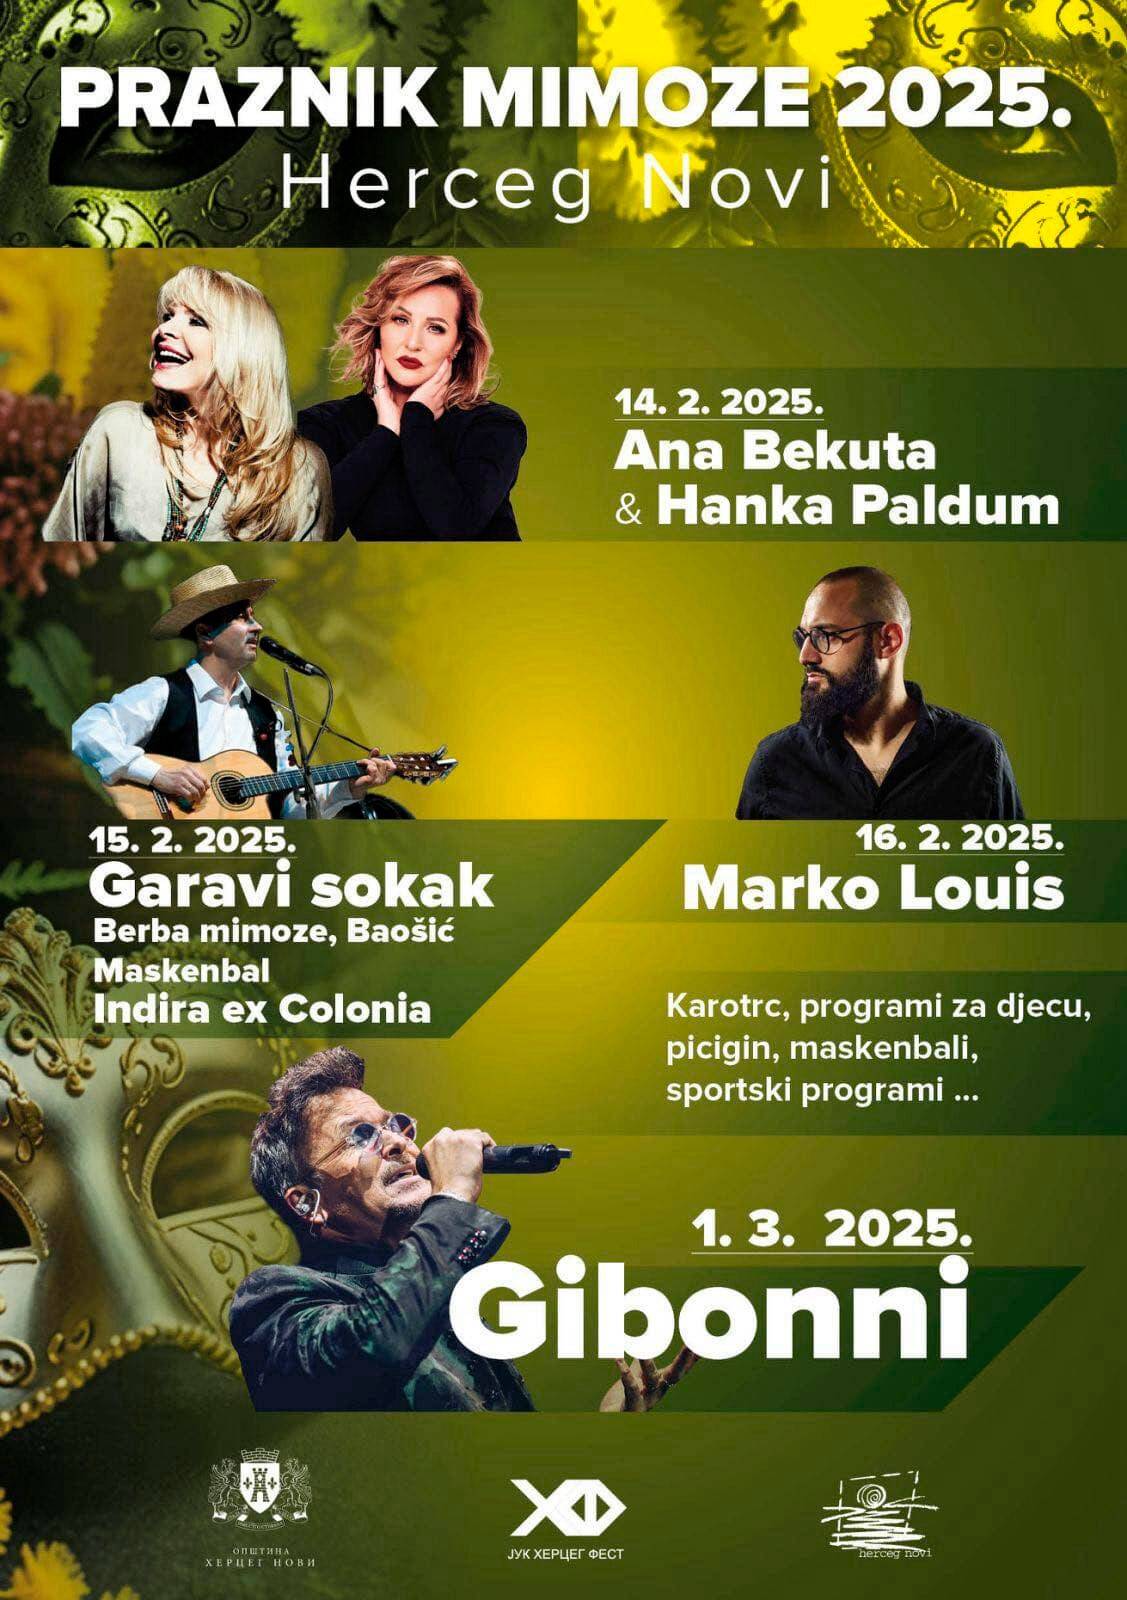 PRAZNIK MIMOZE 2025.
Herceg Novi
14. 2. 2025.
Ana Bekuta
& Hanka Paldum
15. 2. 2025.
Garavi sokak
Berba mimoze, Baošić
Maskenbal
Indira ex Colonia
16. 2. 2025.
Marko Louis
Karotrc, programi za djecu,
picigin, maskenbali,
sportski programi ...
1. 3. 2025.
Gibonni
ОПШТИНА
ХЕРЦЕГ НОВИ
ЈУК ХЕРЦЕГ ФЕСТ
herceg novi